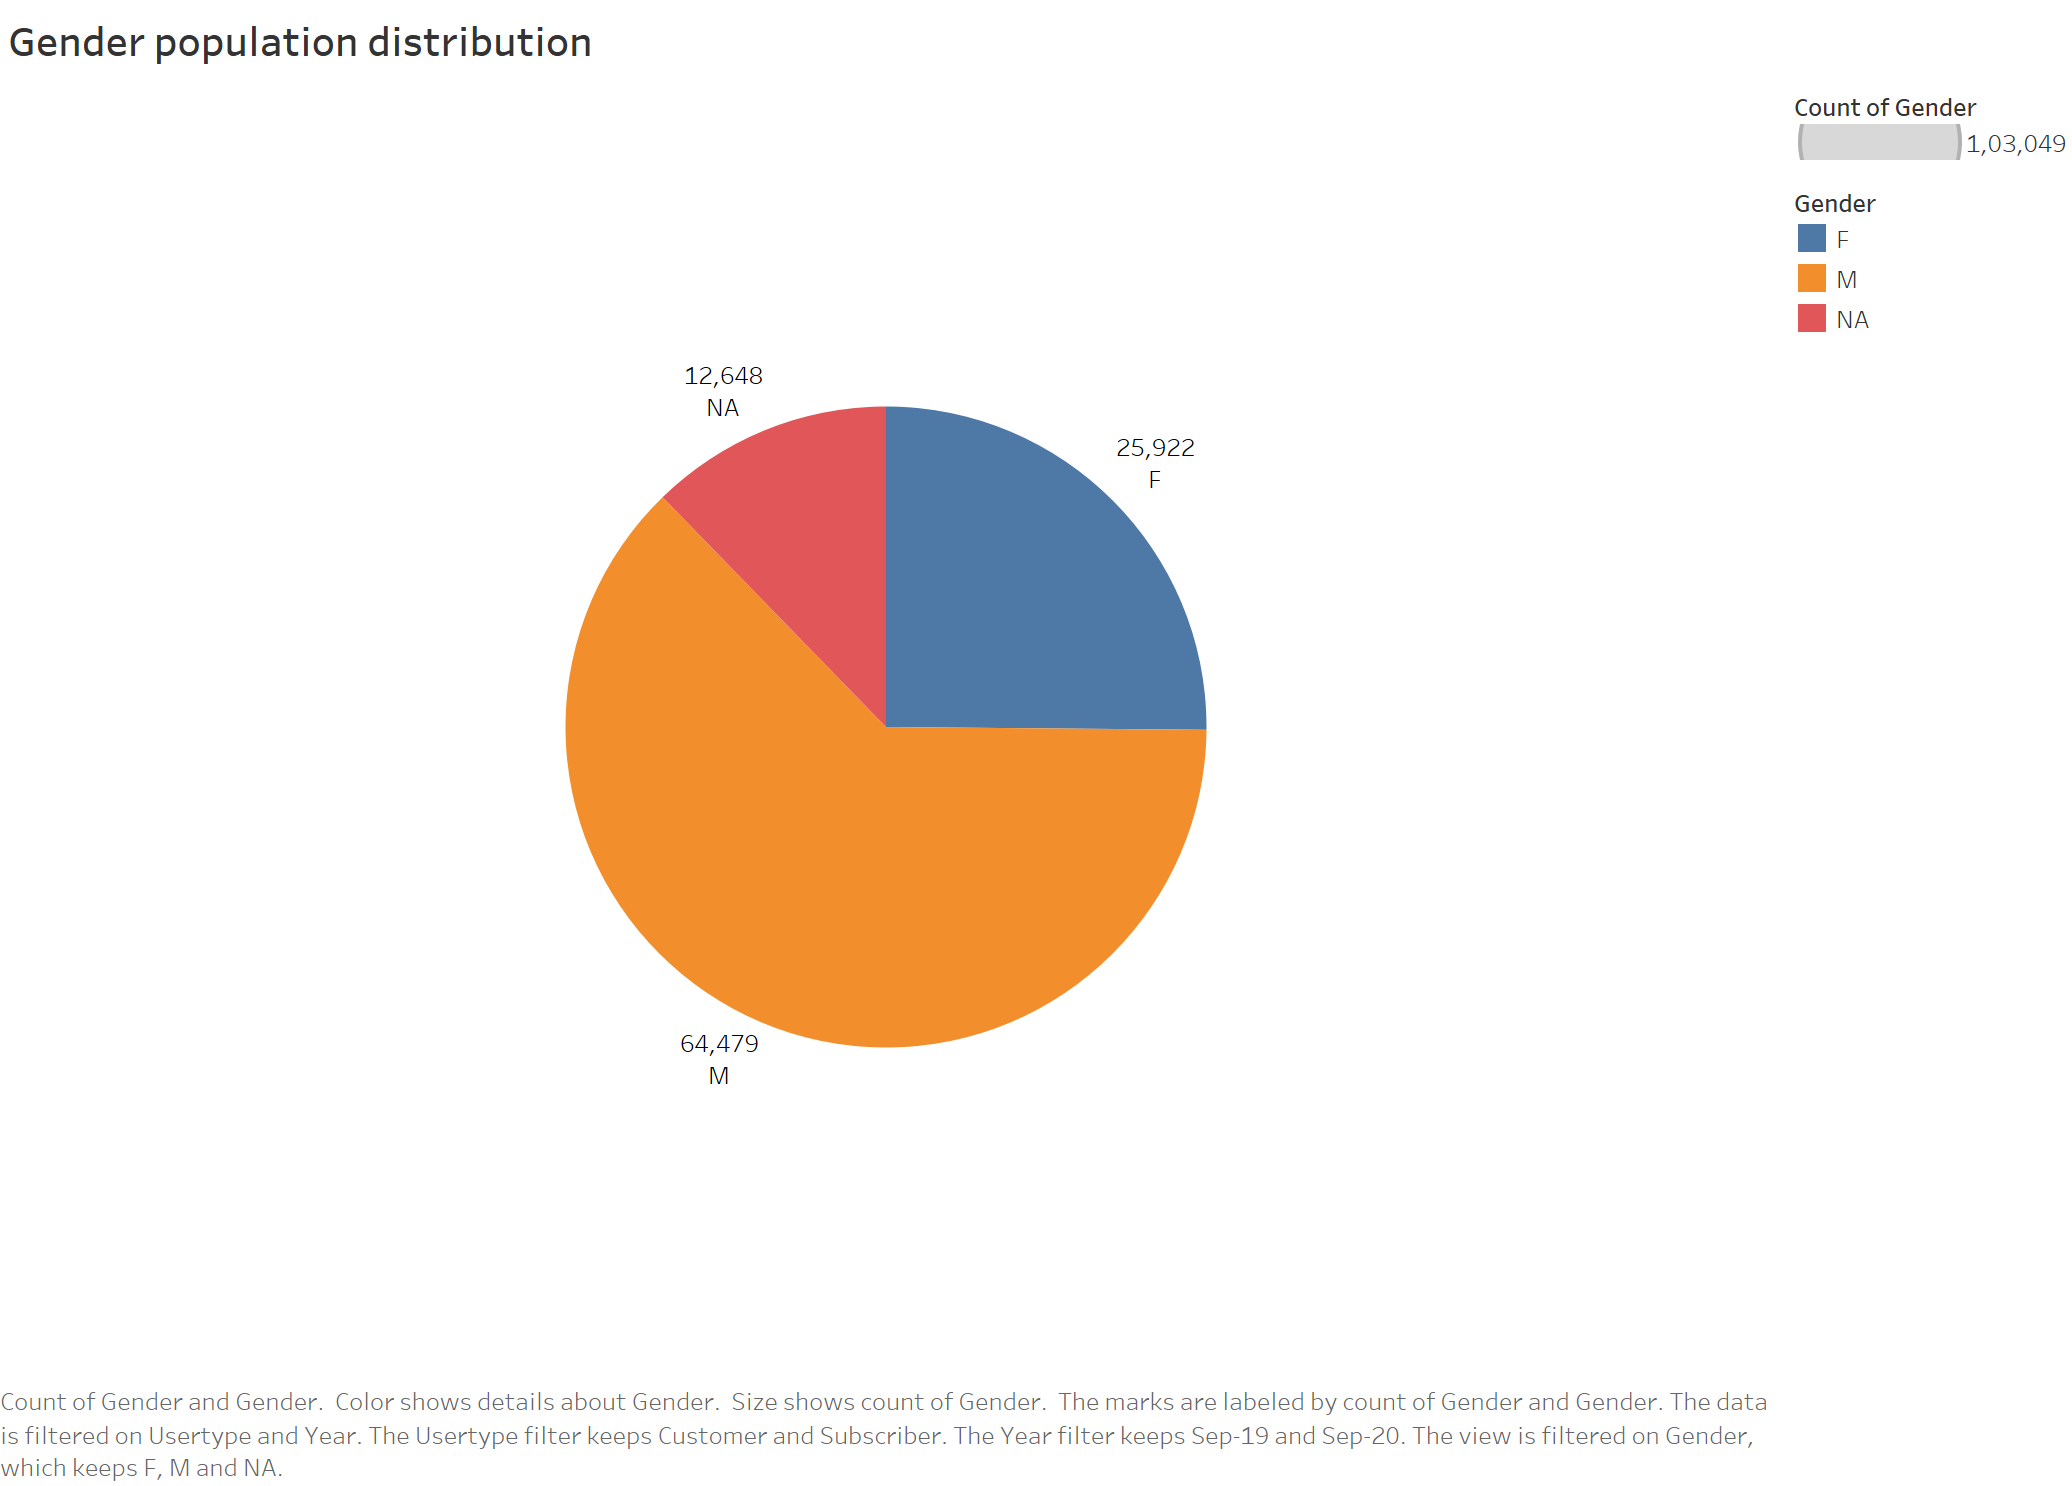 Gender population distribution
Count of Gender
1,03,049
Gender
F
M
NA
12,648
NA
25,922
F
64,479
M
Count of Gender and Gender.  Color shows details about Gender.  Size shows count of Gender.  The marks are labeled by count of Gender and Gender. The data
is filtered on Usertype and Year. The Usertype filter keeps Customer and Subscriber. The Year filter keeps Sep-19 and Sep-20. The view is filtered on Gender,
which keeps F, M and NA.